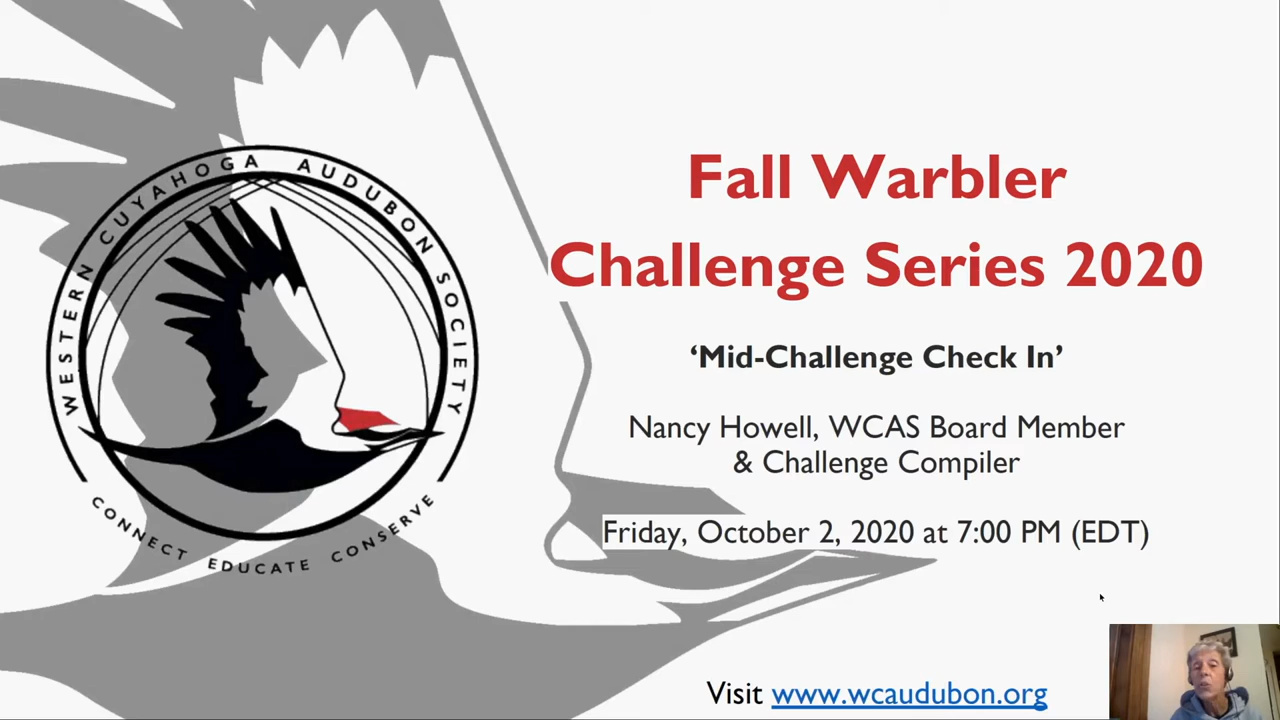 WESTERN CUYAHOGA AUDUBON SOCIETY
CONNECT EDUCATE CONSERVE
Fall Warbler
Challenge Series 2020
‘Mid-Challenge Check In’
Nancy Howell, WCAS Board Member
& Challenge Compiler
Friday, October 2, 2020 at 7:00 PM (EDT)
Visit www.wcaudubon.org